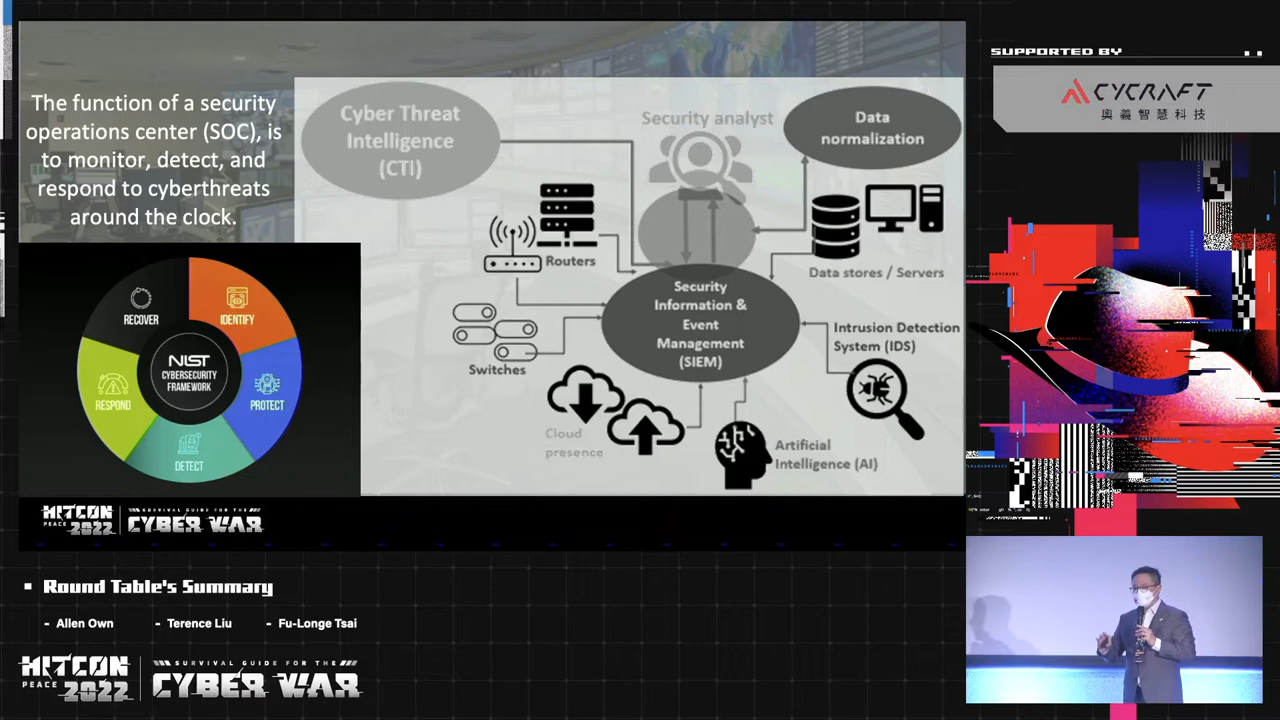 The function of a security
operations center (SOC), is
to monitor, detect, and
respond to cyberthreats
around the clock.
Cyber Threat
Intelligence
(CTI)
Security analyst
Data
normalization
Routers
Data stores / Servers
Security
Information &
Event
Management
(SIEM)
Intrusion Detection
System (IDS)
Switches
Cloud
presence
Artificial
Intelligence (AI)
RECOVER
IDENTIFY
NIST
CYBERSECURITY
FRAMEWORK
RESPOND
PROTECT
DETECT
HITCON
PEACE 2022
SURVIVAL GUIDE FOR THE
CYBER WAR
SUPPORTED BY
CYCRAFT
奧義智慧科技
Round Table's Summary
- Allen Own
- Terence Liu
- Fu-Longe Tsai
HITCON
PEACE 2022
SURVIVAL GUIDE FOR THE
CYBER WAR